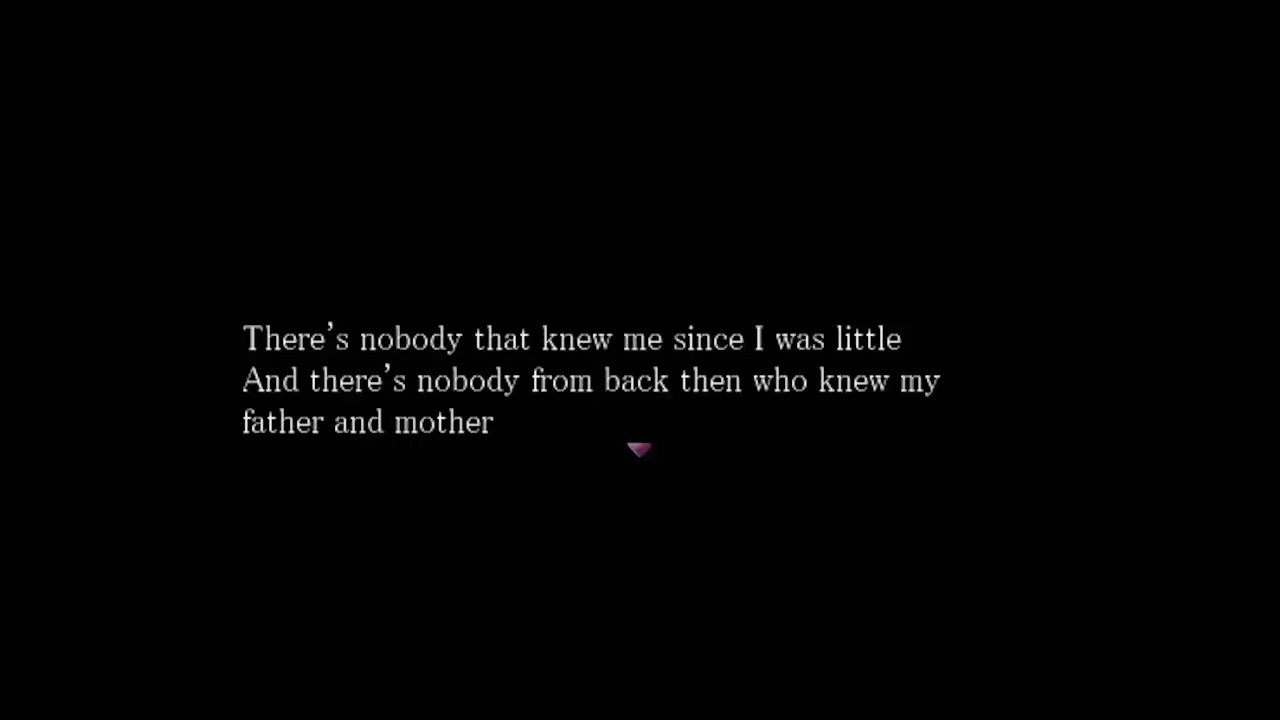 There's nobody that knew me since I was little
And there's nobody from back then who knew my
father and mother